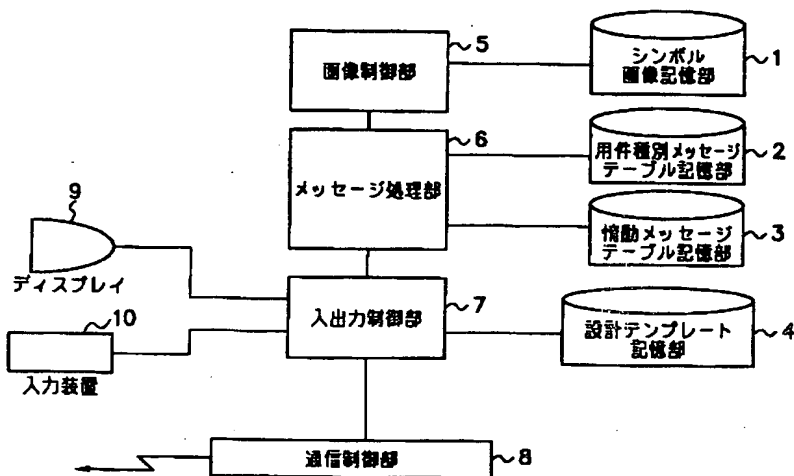 5
画像制御部
シンボル
画像記憶部
1
6
メッセージ処理部
用件種別メッセージ
テーブル記憶部
2
情動メッセージ
テーブル記憶部
3
9
ディスプレイ
10
入力装置
入出力制御部
7
設計テンプレート
記憶部
4
通信制御部
8